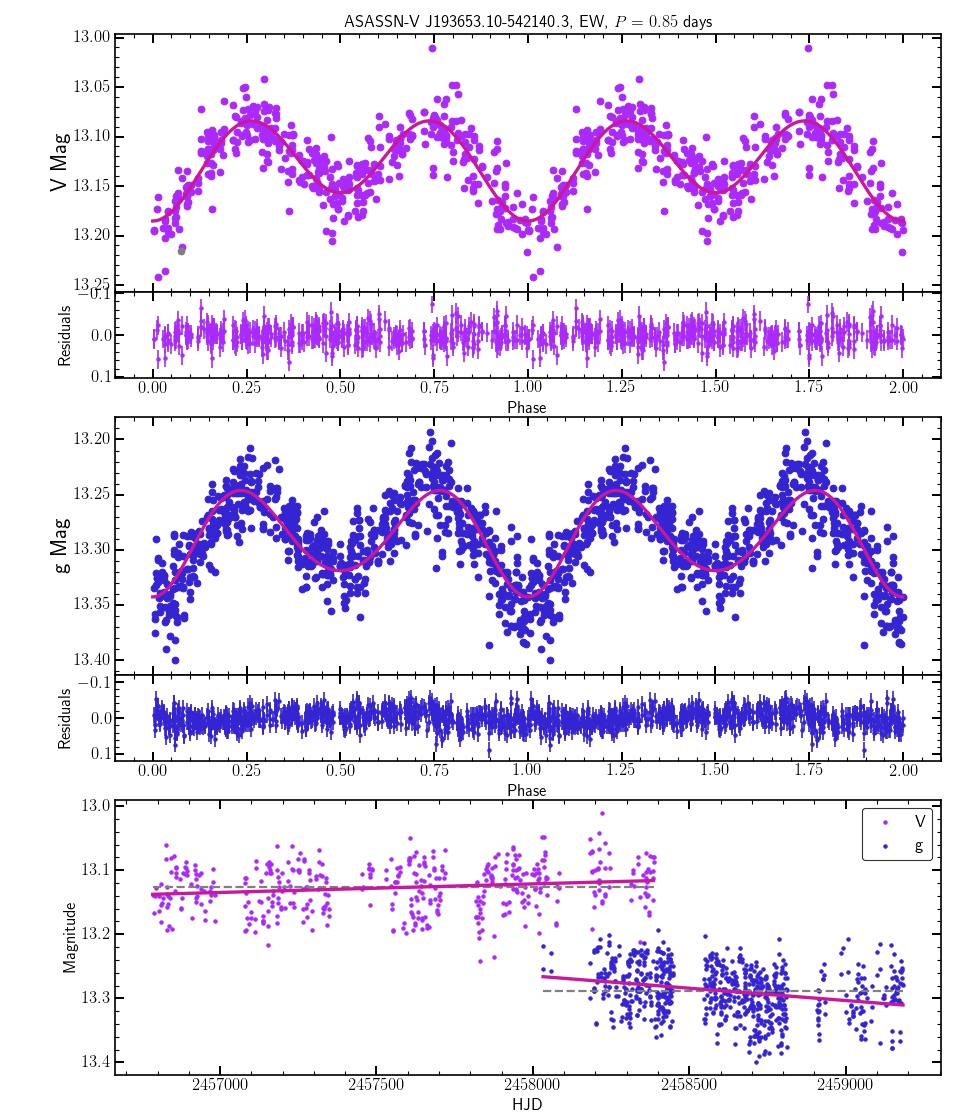 ASASSN-V J193653.10-542140.3, EW, P = 0.85 days
13.00
13.05
13.10
13.15
13.20
13.25
V Mag
−0.1
0.0
0.1
Residuals
0.00 0.25 0.50 0.75 1.00 1.25 1.50 1.75 2.00
Phase
13.20
13.25
13.30
13.35
13.40
g Mag
−0.1
0.0
0.1
Residuals
0.00 0.25 0.50 0.75 1.00 1.25 1.50 1.75 2.00
Phase
13.0
13.1
13.2
13.3
13.4
Magnitude
V
g
2457000 2457500 2458000 2458500 2459000
HJD